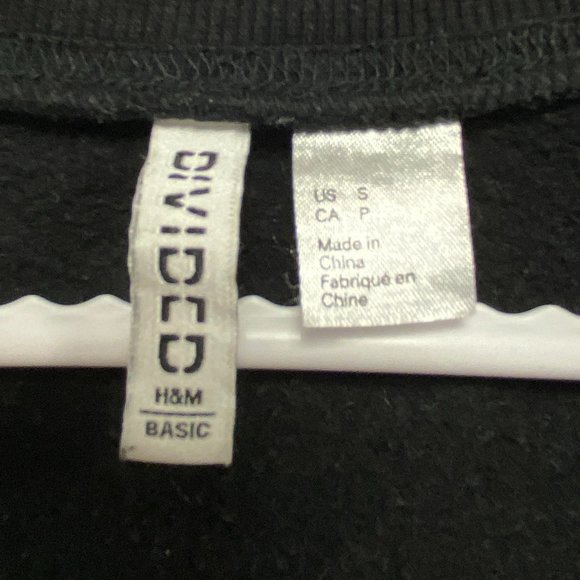 DIVIDED
H&M
BASIC
US S
CA P
Made in
China
Fabriqué en
Chine